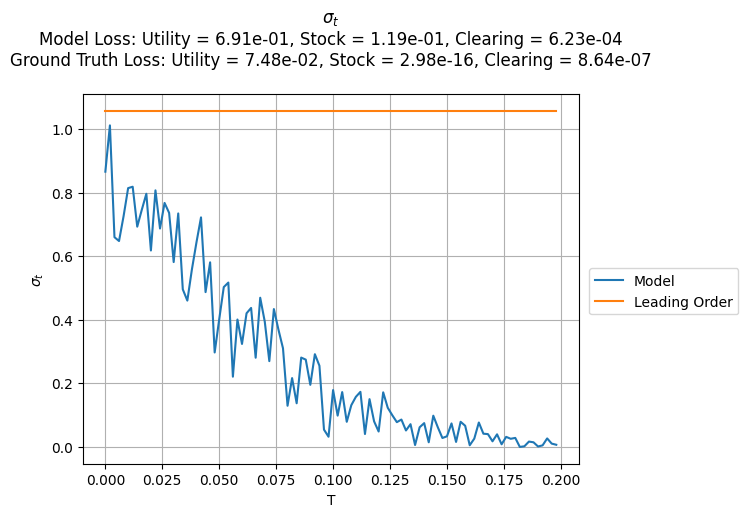 σt
Model Loss: Utility = 6.91e-01, Stock = 1.19e-01, Clearing = 6.23e-04
Ground Truth Loss: Utility = 7.48e-02, Stock = 2.98e-16, Clearing = 8.64e-07
1.0
0.8
0.6
0.4
0.2
0.0
σt
0.000 0.025 0.050 0.075 0.100 0.125 0.150 0.175 0.200
T
Model
Leading Order